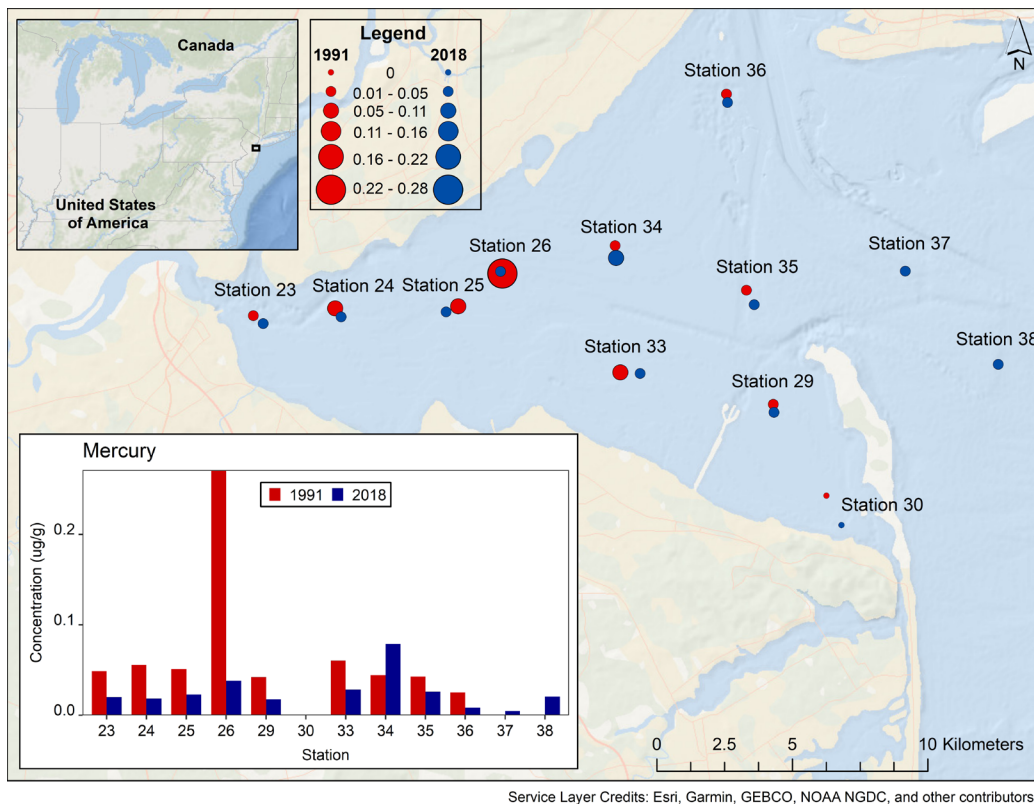 Canada
United States
of America
Legend
1991 2018
0
0.01 - 0.05
0.05 - 0.11
0.11 - 0.16
0.16 - 0.22
0.22 - 0.28
N
Station 36
Station 34
Station 26
Station 37
Station 35
Station 23
Station 24
Station 25
Station 38
Station 33
Station 29
Station 30
Mercury
1991 2018
Concentration (ug/g)
0.2
0.1
0.0
23 24 25 26 29 30 33 34 35 36 37 38
Station
0 2.5 5 10 Kilometers
Service Layer Credits: Esri, Garmin, GEBCO, NOAA NGDC, and other contributors